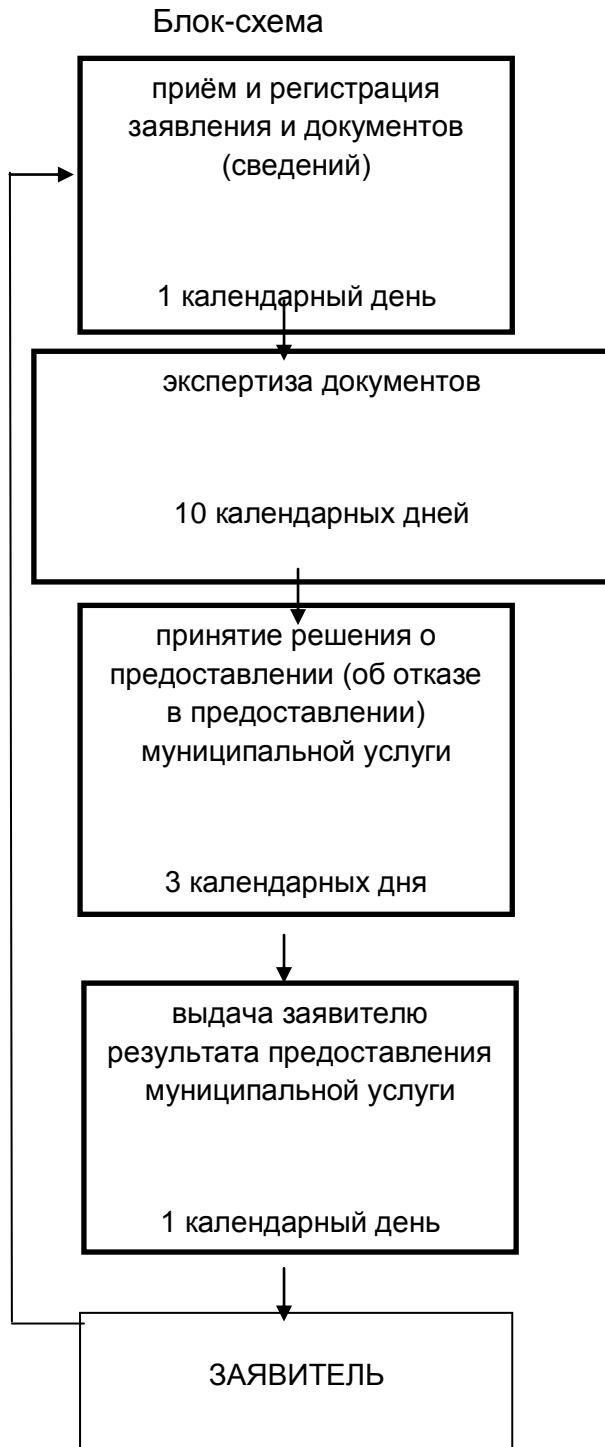 Блок-схема
приём и регистрация
заявления и документов
(сведений)
1 календарный день
экспертиза документов
10 календарных дней
принятие решения о
предоставлении (об отказе
в предоставлении)
муниципальной услуги
3 календарных дня
выдача заявителю
результата предоставления
муниципальной услуги
1 календарный день
ЗАЯВИТЕЛЬ